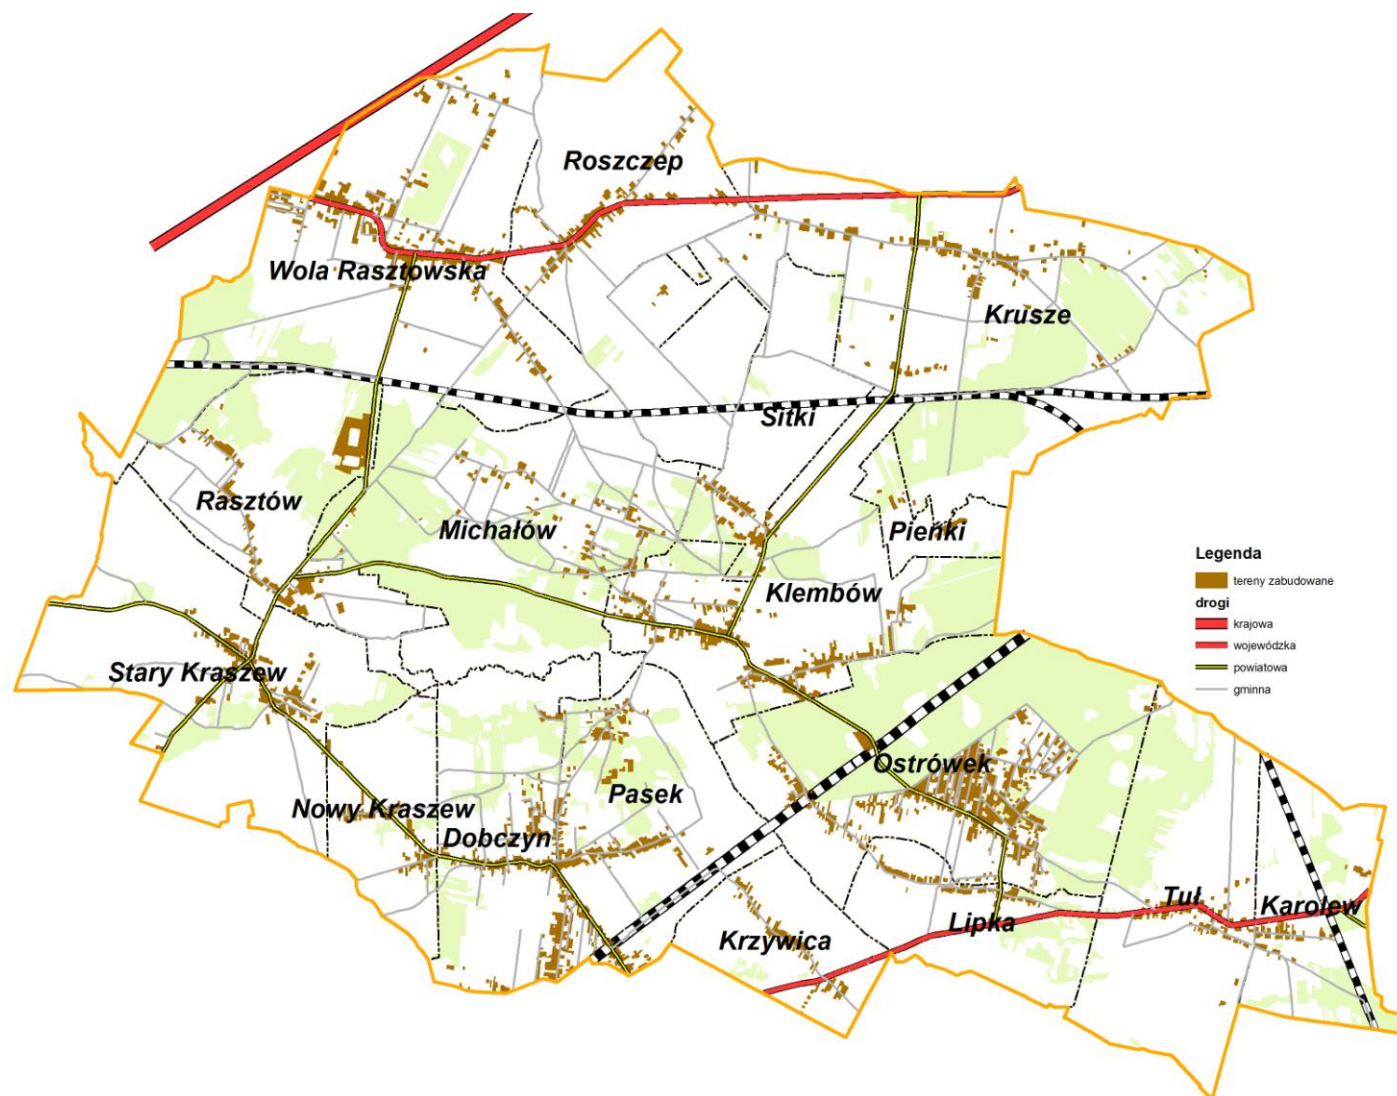 Roszczep
Wola Rasztowska
Krusze
Sitki
Rasztów
Michałów
Pieńki
Klembów
Stary Kraszew
Ostrówek
Pasek
Nowy Kraszew
Dobczyn
Tuł
Karolew
Lipka
Krzywica
Legenda
tereny zabudowane
drogi
krajowa
wojewódzka
powiatowa
gminna